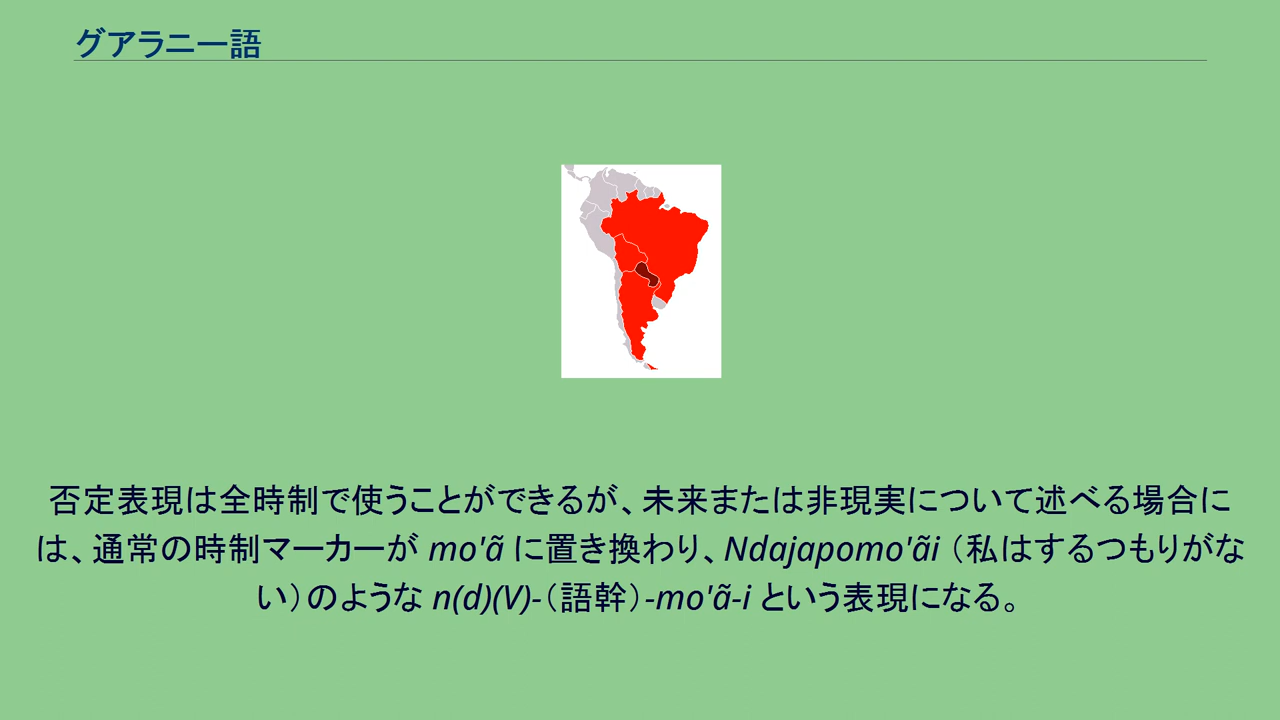 グアラニー語
否定表現は全時制で使うことができるが、未来または非現実について述べる場合に
は、通常の時制マーカーが mo'ã に置き換わり、Ndajapomo'ãi（私はするつもりがな
い）のような n(d)(V)-（語幹）-mo'ã-i という表現になる。